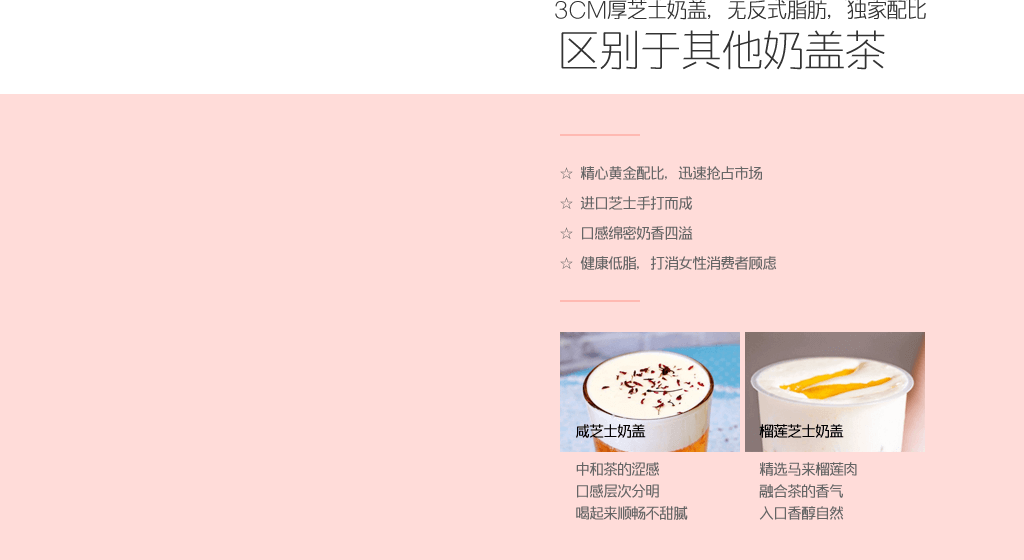 3CM厚芝士奶盖，无反式脂肪，独家配比
区别于其他奶盖茶
☆ 精心黄金配比，迅速抢占市场
☆ 进口芝士手打而成
☆ 口感绵密奶香四溢
☆ 健康低脂，打消女性消费者顾虑
咸芝士奶盖
中和茶的涩感
口感层次分明
喝起来顺畅不甜腻
榴莲芝士奶盖
精选马来榴莲肉
融合茶的香气
入口香醇自然